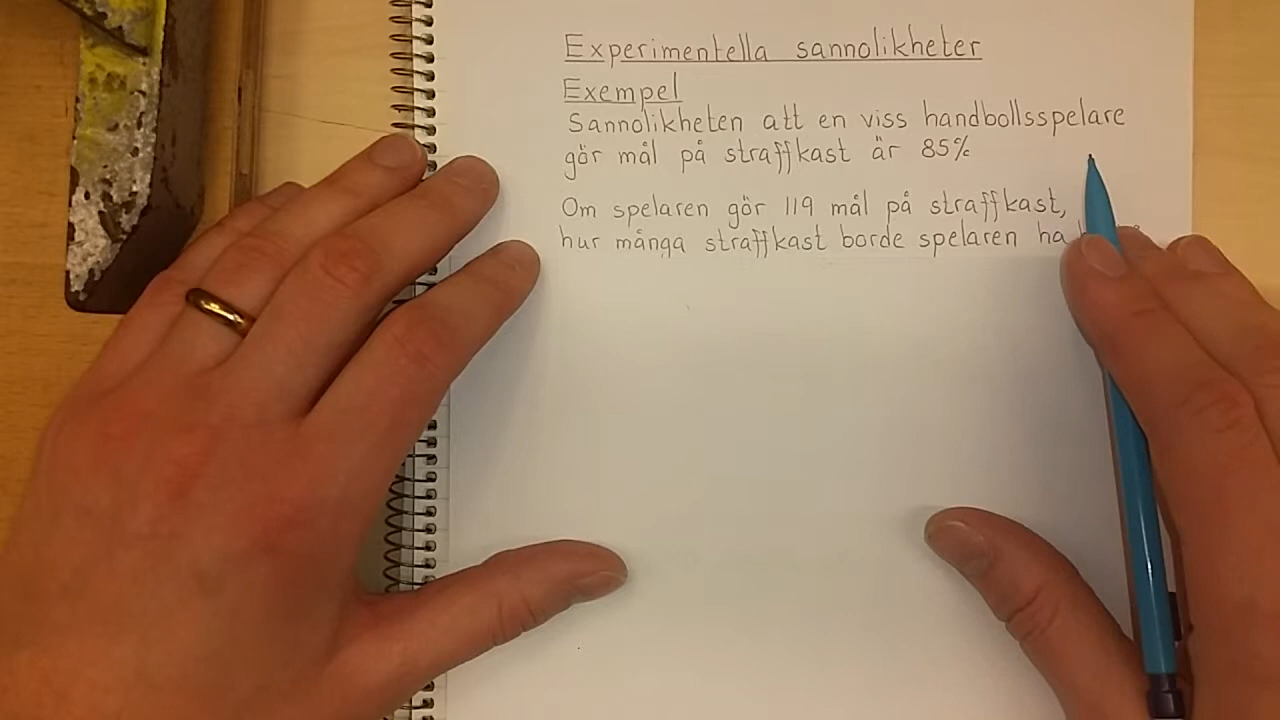 Experimentella sannolikheter
Exempel
Sannolikheten att en viss handbollsspelare
gör mål på straffkast är 85%
Om spelaren gör 119 mål på straffkast,
hur många straffkast borde spelaren ha